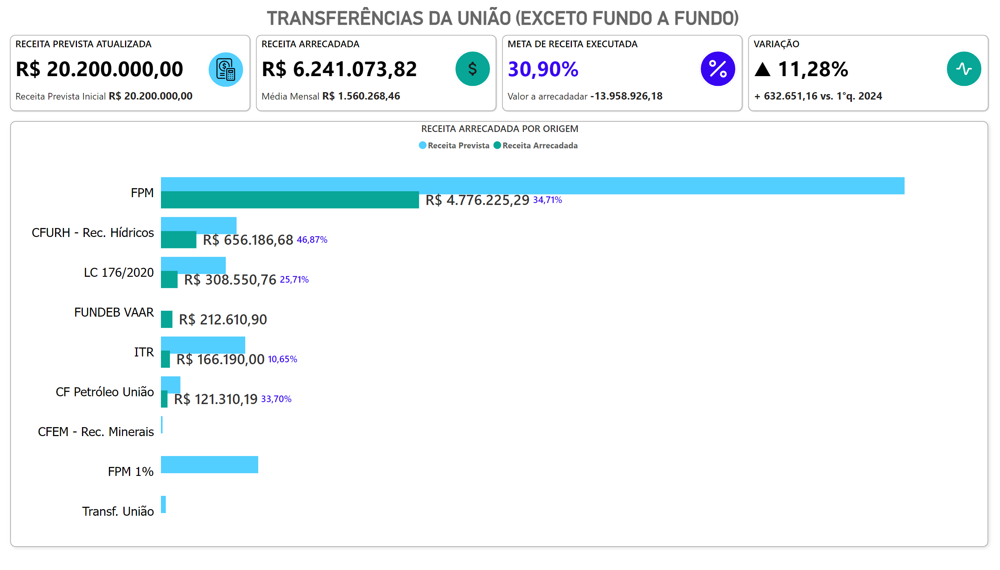 TRANSFERÊNCIAS DA UNIÃO (EXCETO FUNDO A FUNDO)
RECEITA PREVISTA ATUALIZADA
R$ 20.200.000,00
Receita Prevista Inicial R$ 20.200.000,00
RECEITA ARRECADADA
R$ 6.241.073,82
Média Mensal R$ 1.560.268,46
META DE RECEITA EXECUTADA
30,90%
Valor a arrecadadar -13.958.926,18
VARIAÇÃO
▲ 11,28%
+ 632.651,16 vs. 1°q. 2024
RECEITA ARRECADADA POR ORIGEM
Receita Prevista Receita Arrecadada
FPM R$ 4.776.225,29 34,71%
CFURH - Rec. Hídricos R$ 656.186,68 46,87%
LC 176/2020 R$ 308.550,76 25,71%
FUNDEB VAAR R$ 212.610,90
ITR R$ 166.190,00 10,65%
CF Petróleo União R$ 121.310,19 33,70%
CFEM - Rec. Minerais
FPM 1%
Transf. União